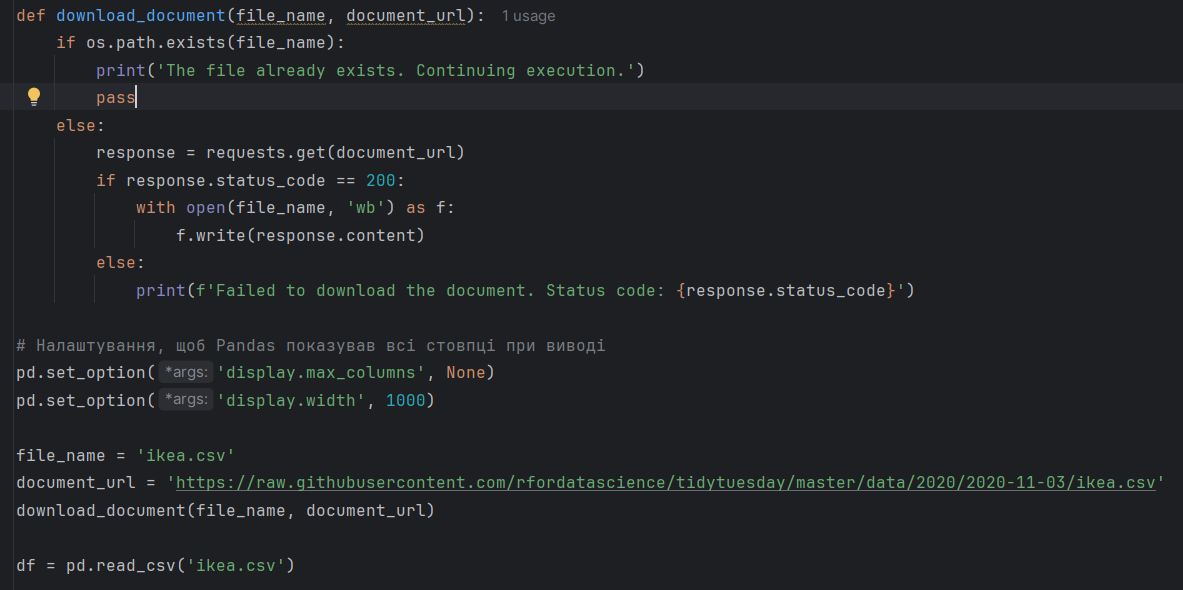 def download_document(file_name, document_url): 1 usage
    if os.path.exists(file_name):
        print('The file already exists. Continuing execution.')
        pass
    else:
        response = requests.get(document_url)
        if response.status_code == 200:
            with open(file_name, 'wb') as f:
                f.write(response.content)
        else:
            print(f'Failed to download the document. Status code: {response.status_code}')

# Налаштування, щоб Pandas показував всі стовпці при виводі
pd.set_option( *args: 'display.max_columns', None)
pd.set_option( *args: 'display.width', 1000)

file_name = 'ikea.csv'
document_url = 'https://raw.githubusercontent.com/rfordatascience/tidytuesday/master/data/2020/2020-11-03/ikea.csv'
download_document(file_name, document_url)

df = pd.read_csv('ikea.csv')